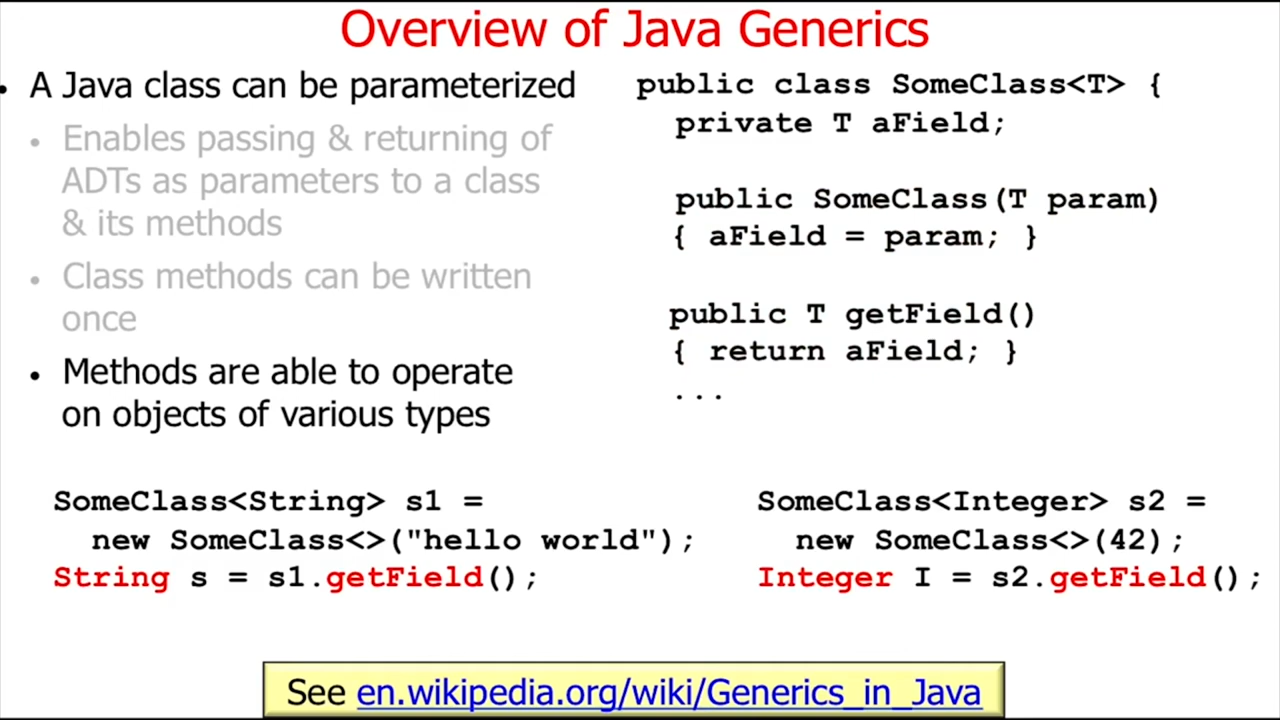 Overview of Java Generics
• A Java class can be parameterized
• Enables passing & returning of
ADTs as parameters to a class
& its methods
• Class methods can be written
once
• Methods are able to operate
on objects of various types
public class SomeClass<T> {
private T aField;
public SomeClass(T param)
{ aField = param; }
public T getField()
{ return aField; }
...
SomeClass<String> s1 =
new SomeClass<>("hello world");
String s = s1.getField();
SomeClass<Integer> s2 =
new SomeClass<>(42);
Integer I = s2.getField();
See en.wikipedia.org/wiki/Generics_in_Java